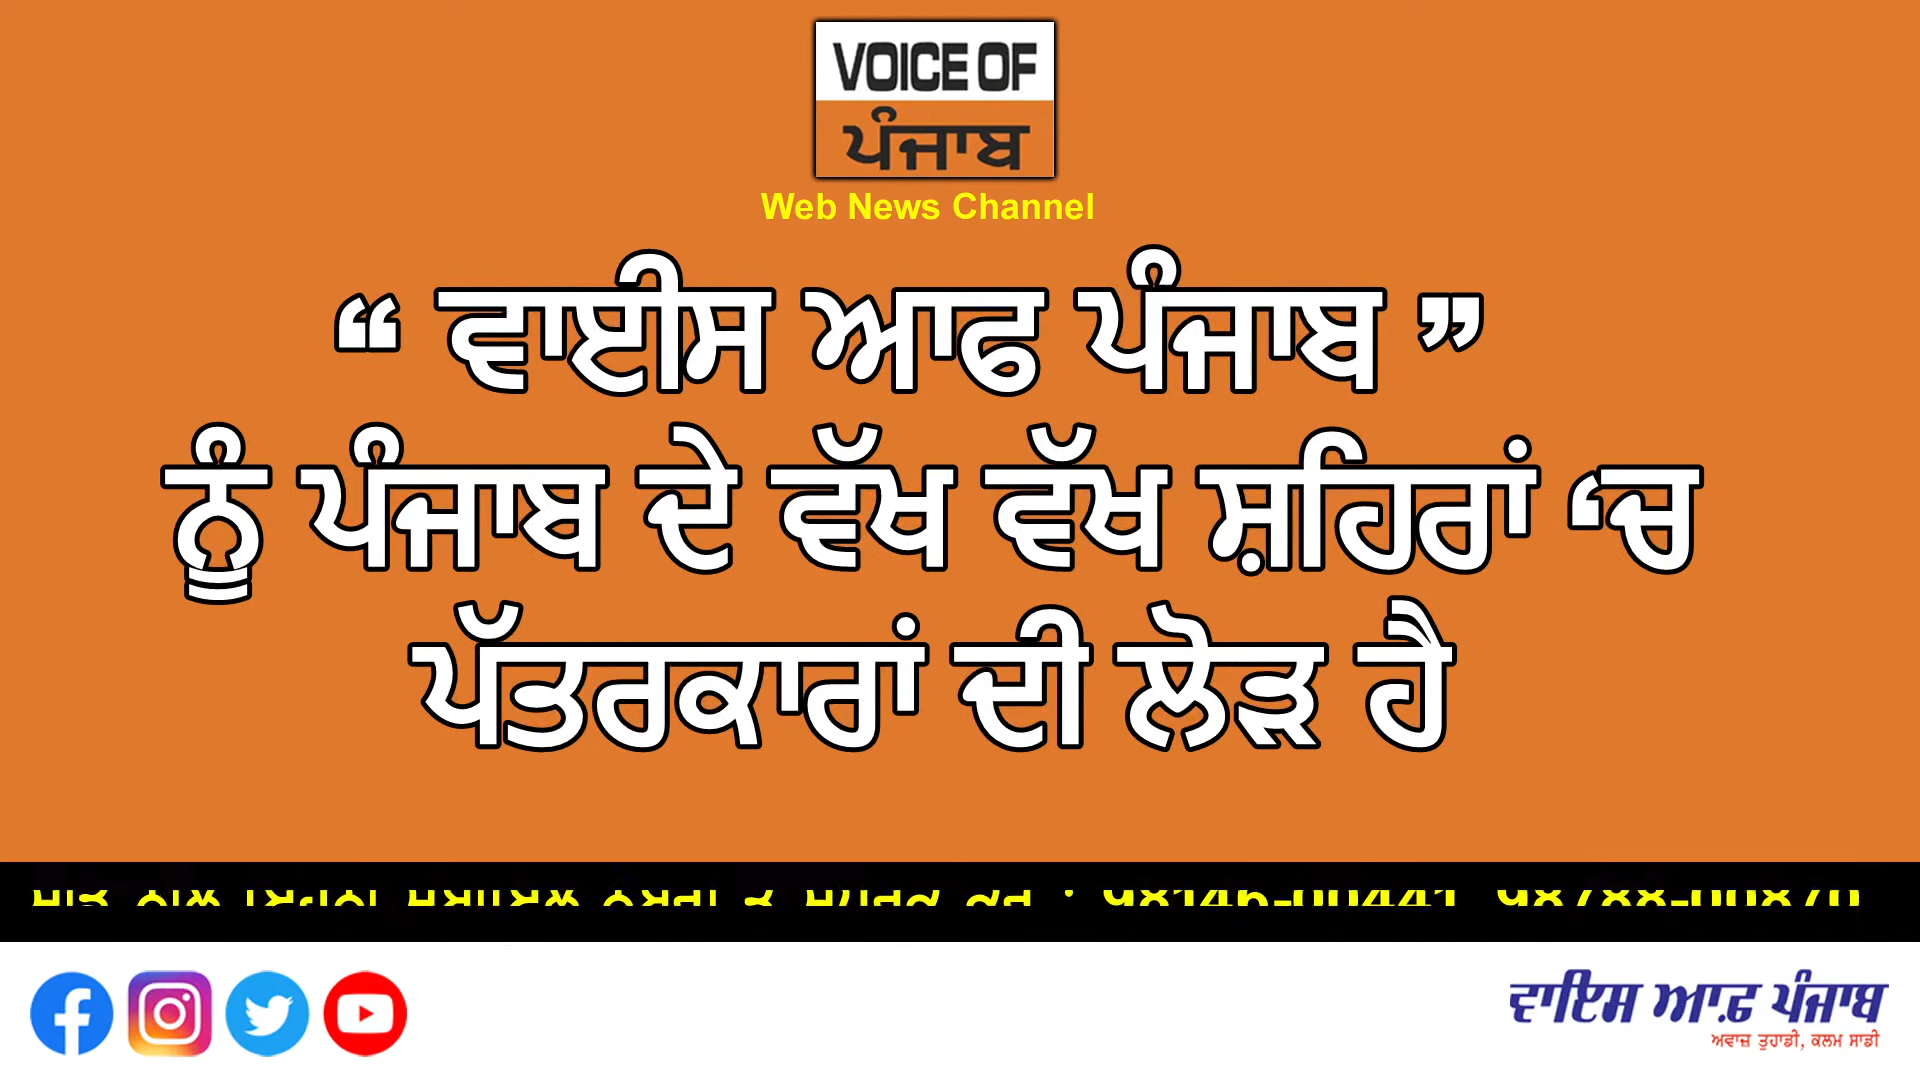 VOICE OF
ਪੰਜਾਬ
Web News Channel
“ ਵਾਈਸ ਆਫ ਪੰਜਾਬ ”
ਨੂੰ ਪੰਜਾਬ ਦੇ ਵੱਖ ਵੱਖ ਸ਼ਹਿਰਾਂ ‘ਚ
ਪੱਤਰਕਾਰਾਂ ਦੀ ਲੋੜ ਹੈ
ਵਾਇਸ ਆਫ਼ ਪੰਜਾਬ
ਅਵਾਜ਼ ਤੁਹਾਡੀ, ਕਲਮ ਸਾਡੀ